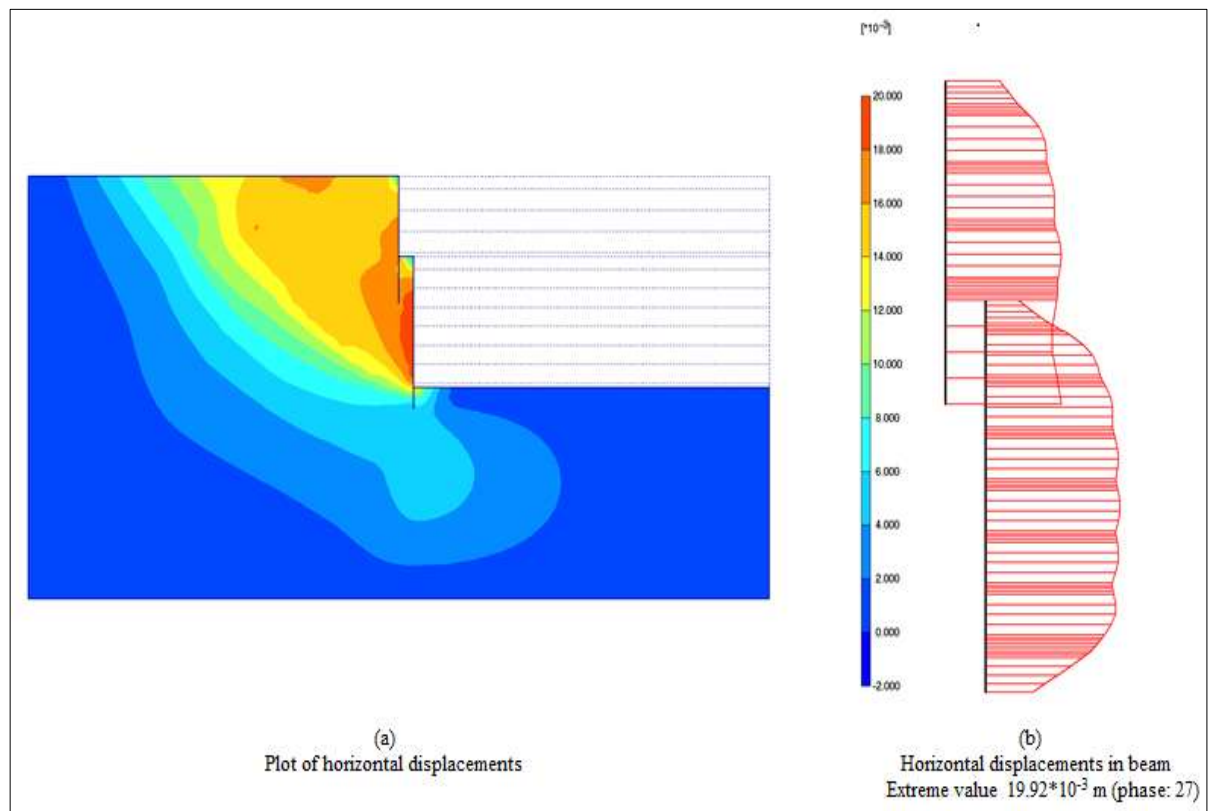 [*10⁻³]
20.000
18.000
16.000
14.000
12.000
10.000
8.000
6.000
4.000
2.000
0.000
-2.000
(a)
Plot of horizontal displacements
(b)
Horizontal displacements in beam
Extreme value 19.92*10⁻³ m (phase: 27)